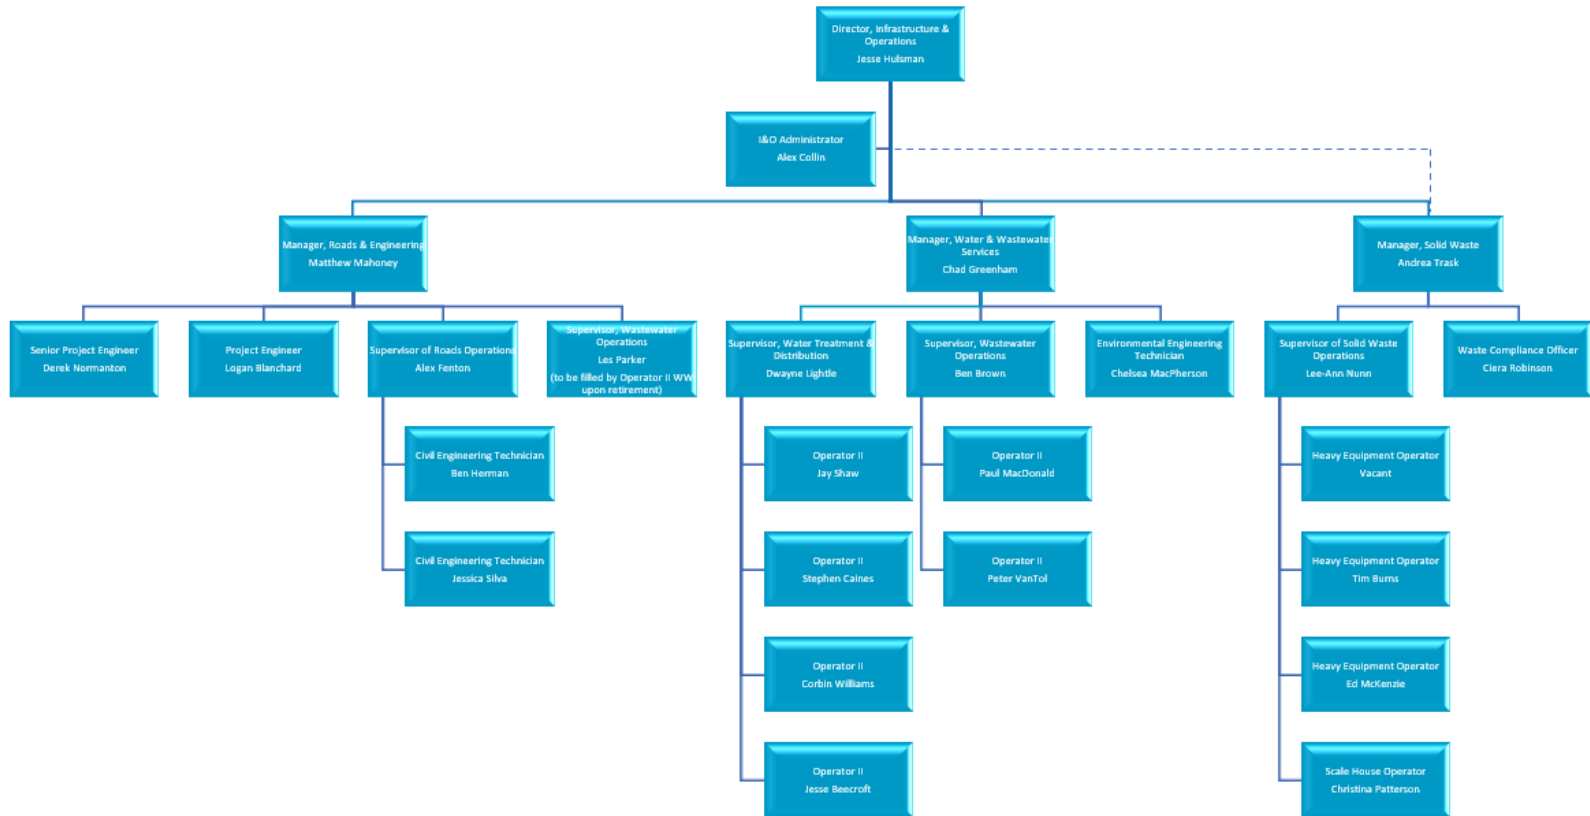 Director, Infrastructure &
Operations
Jesse Hulsman
I&O Administrator
Alex Collin
Manager, Roads & Engineering
Matthew Mahoney
Manager, Water & Wastewater
Services
Chad Greenham
Manager, Solid Waste
Andrea Trask
Senior Project Engineer
Derek Normanton
Project Engineer
Logan Blanchard
Supervisor of Roads Operations
Alex Fenton
Supervisor, Wastewater
Operations
Les Parker
(to be filled by Operator II WW
upon retirement)
Supervisor, Water Treatment &
Distribution
Dwayne Lightle
Supervisor, Wastewater
Operations
Ben Brown
Environmental Engineering
Technician
Chelsea MacPherson
Supervisor of Solid Waste
Operations
Lee-Ann Nunn
Waste Compliance Officer
Ciera Robinson
Civil Engineering Technician
Ben Herman
Civil Engineering Technician
Jessica Silva
Operator II
Jay Shaw
Operator II
Stephen Caines
Operator II
Corbin Williams
Operator II
Jesse Beecroft
Operator II
Paul MacDonald
Operator II
Peter VanTol
Heavy Equipment Operator
Vacant
Heavy Equipment Operator
Tim Burns
Heavy Equipment Operator
Ed McKenzie
Scale House Operator
Christina Patterson